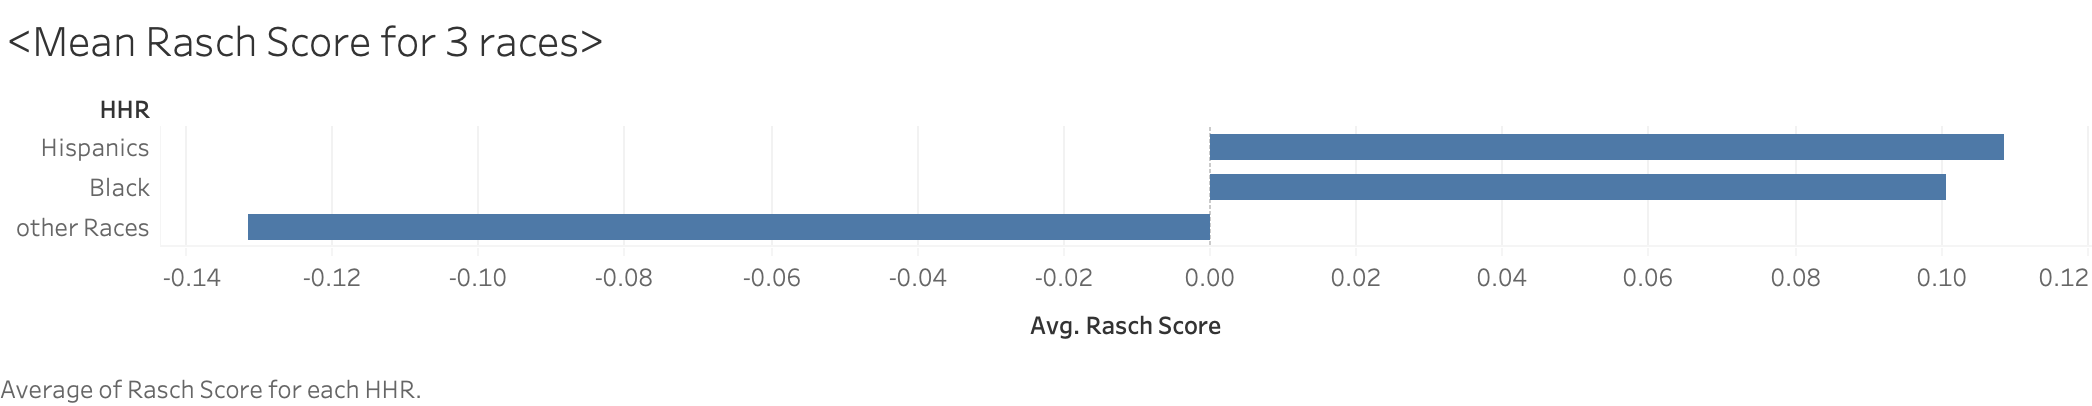 <Mean Rasch Score for 3 races>
HHR
Hispanics
Black
other Races
-0.14 -0.12 -0.10 -0.08 -0.06 -0.04 -0.02 0.00 0.02 0.04 0.06 0.08 0.10 0.12
Avg. Rasch Score
Average of Rasch Score for each HHR.